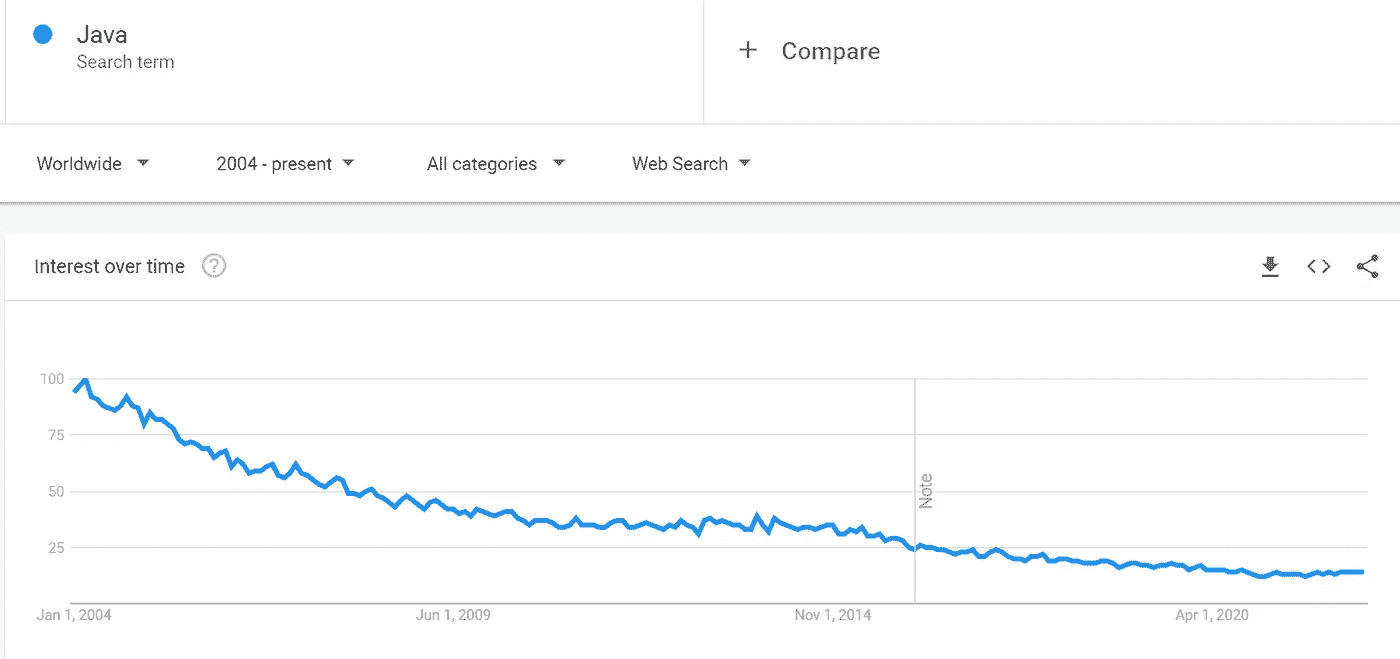 Java
Search term
+ Compare
Worldwide
2004 - present
All categories
Web Search
Interest over time ?
100
75
50
25
Note
Jan 1, 2004
Jun 1, 2009
Nov 1, 2014
Apr 1, 2020